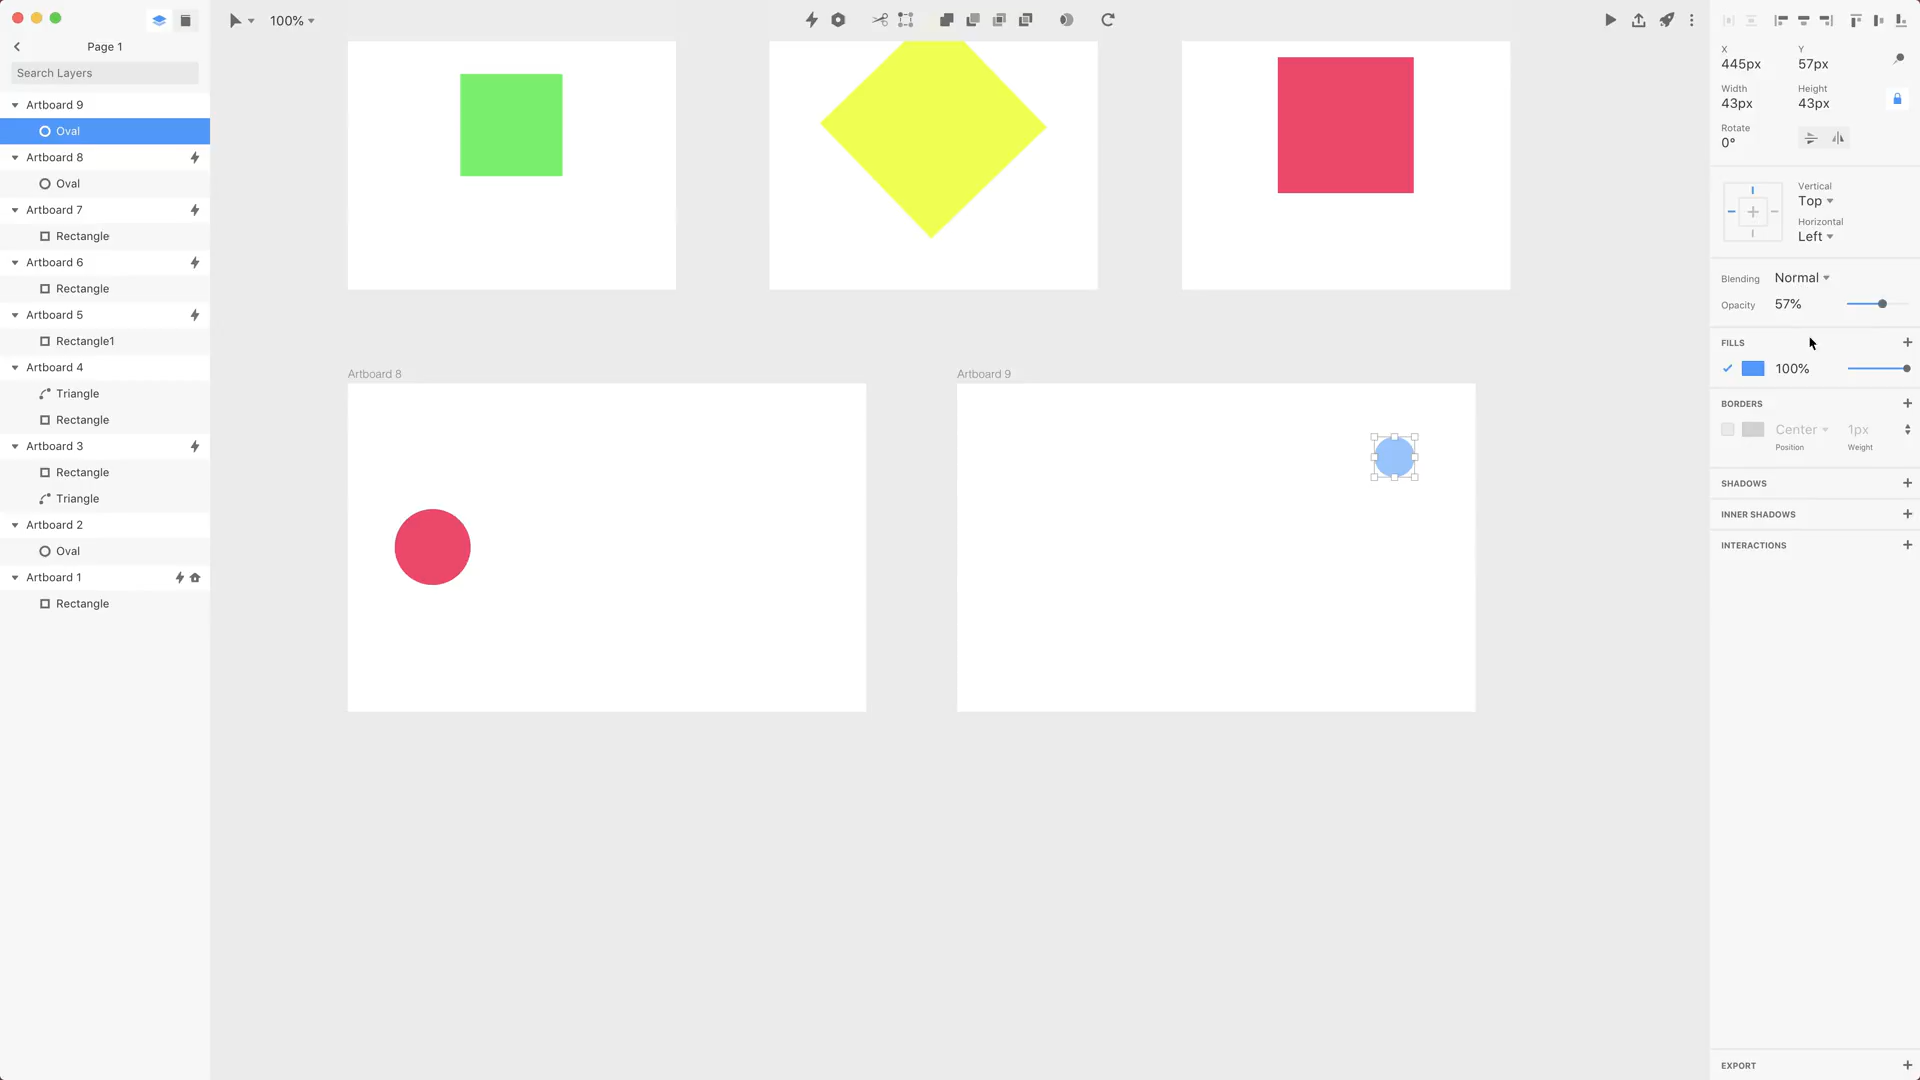 100%
Page 1
Search Layers
Artboard 9
Oval
Artboard 8
Oval
Artboard 7
Rectangle
Artboard 6
Rectangle
Artboard 5
Rectangle1
Artboard 4
Triangle
Rectangle
Artboard 3
Rectangle
Triangle
Artboard 2
Oval
Artboard 1
Rectangle
Artboard 8
Artboard 9
X Y
445px 57px
Width Height
43px 43px
Rotate
0°
Vertical
Top
Horizontal
Left
Blending Normal
Opacity 57%
FILLS
100%
BORDERS
Center 1px
Position Weight
SHADOWS
INNER SHADOWS
INTERACTIONS
EXPORT